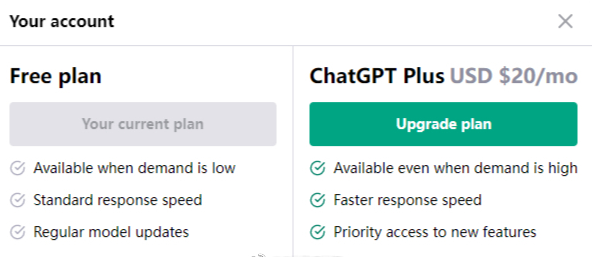 Your account
Free plan
Your current plan
Available when demand is low
Standard response speed
Regular model updates
ChatGPT Plus USD $20/mo
Upgrade plan
Available even when demand is high
Faster response speed
Priority access to new features